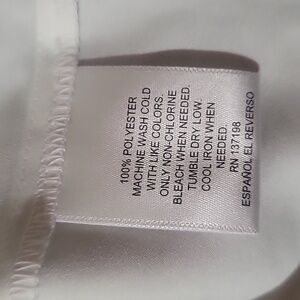 100% POLYESTER
MACHINE WASH COLD
WITH LIKE COLORS.
ONLY NON-CHLORINE
BLEACH WHEN NEEDED.
TUMBLE DRY LOW.
COOL IRON WHEN
NEEDED.
RN 137198
ESPAÑOL EL REVERSO